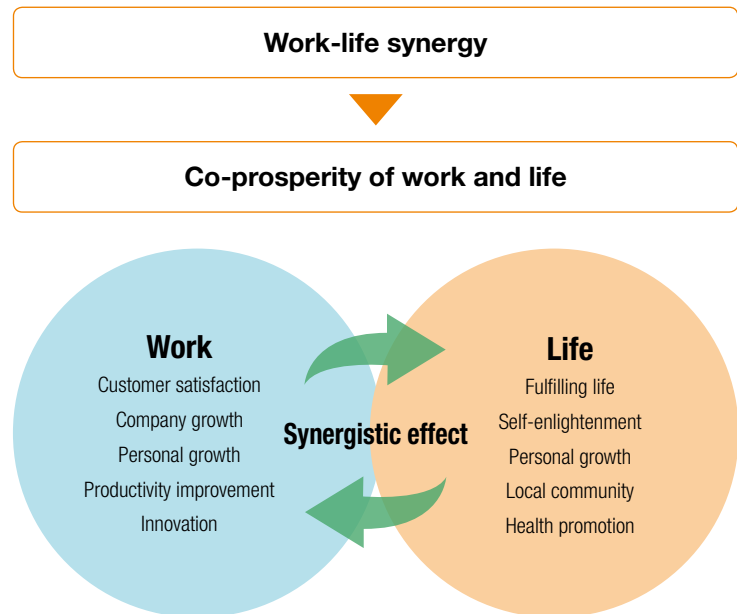 Work-life synergy
Co-prosperity of work and life
Work
Customer satisfaction
Company growth
Personal growth
Productivity improvement
Innovation
Synergistic effect
Life
Fulfilling life
Self-enlightenment
Personal growth
Local community
Health promotion